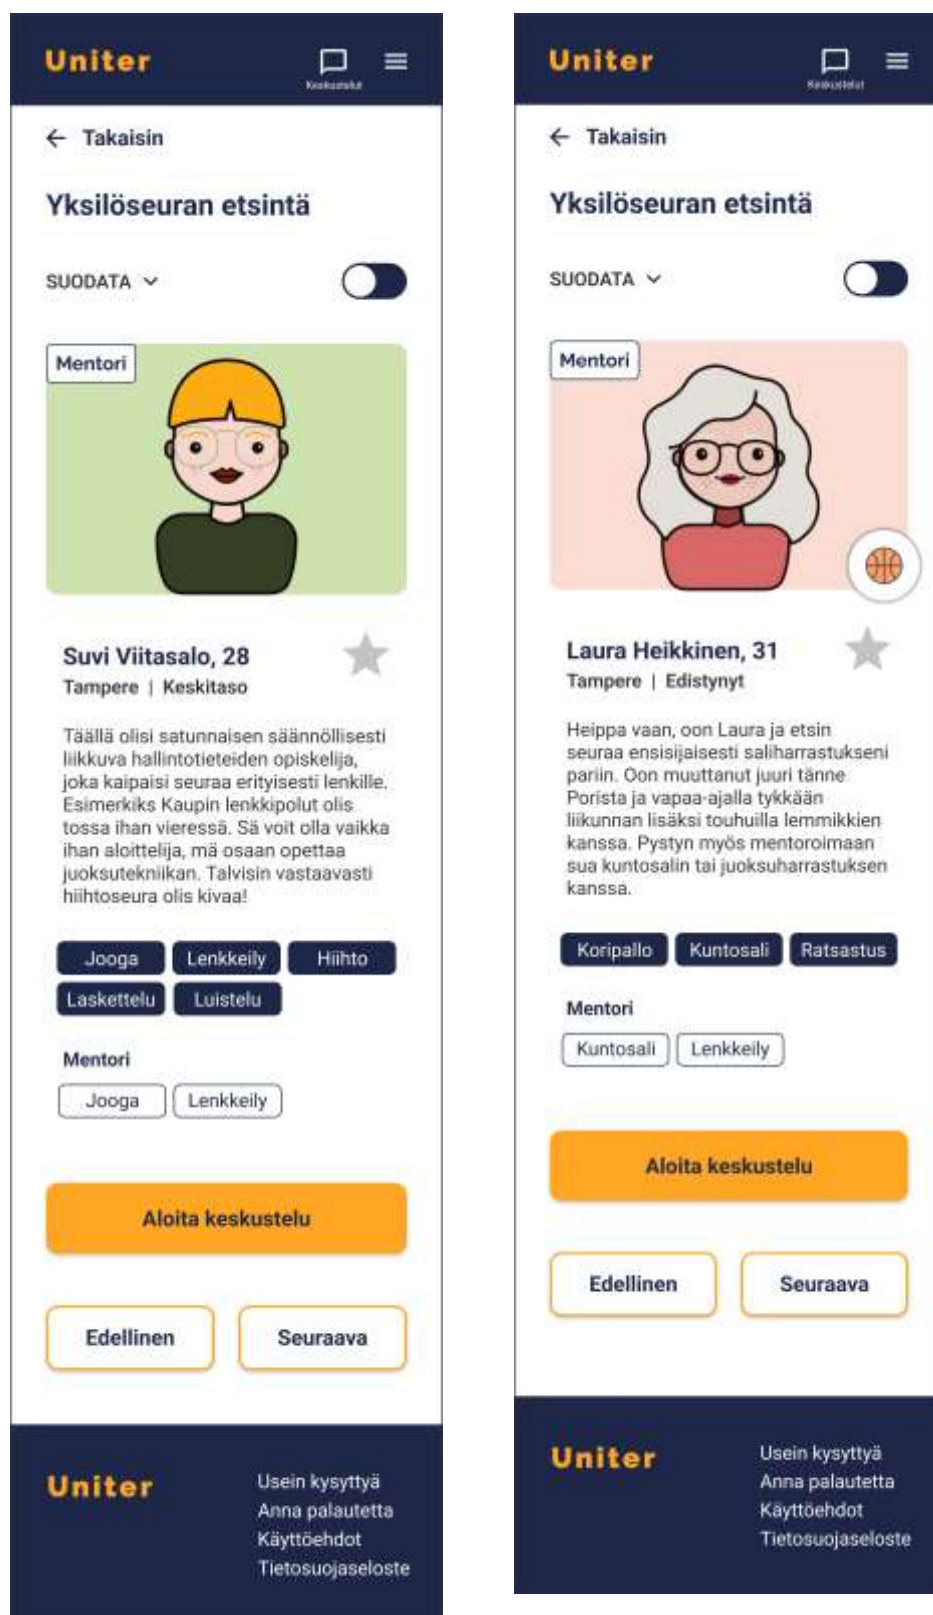 Uniter
Keskustelut
Takaisin
Yksilöseuran etsintä
SUODATA
Mentori
Suvi Viitasalo, 28
Tampere | Keskitaso
Täällä olisi satunnaisen säännöllisesti
liikkuva hallintotieteiden opiskelija,
joka kaipaisi seuraa erityisesti lenkille.
Esimerkiks Kaupin lenkkipolut olis
tossa ihan vieressä. Sä voit olla vaikka
ihan aloittelija, mä osaan opettaa
juoksutekniikan. Talvisin vastaavasti
hiihtoseura olis kivaa!
Jooga Lenkkeily Hiihto
Laskettelu Luistelu
Mentori
Jooga Lenkkeily
Aloita keskustelu
Edellinen Seuraava
Uniter
Usein kysyttyä
Anna palautetta
Käyttöehdot
Tietosuojaseloste
Uniter
Keskustelut
Takaisin
Yksilöseuran etsintä
SUODATA
Mentori
Laura Heikkinen, 31
Tampere | Edistynyt
Heippa vaan, oon Laura ja etsin
seuraa ensisijaisesti saliharrastukseni
pariin. Oon muuttanut juuri tänne
Porista ja vapaa-ajalla tykkään
liikunnan lisäksi touhuilla lemmikkien
kanssa. Pystyn myös mentoroimaan
sua kuntosalin tai juoksuharrastuksen
kanssa.
Koripallo Kuntosali Ratsastus
Mentori
Kuntosali Lenkkeily
Aloita keskustelu
Edellinen Seuraava
Uniter
Usein kysyttyä
Anna palautetta
Käyttöehdot
Tietosuojaseloste